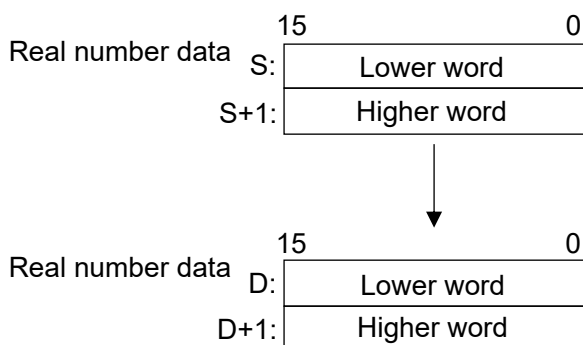 15 0
Real number data S: Lower word
S+1: Higher word
15 0
Real number data D: Lower word
D+1: Higher word